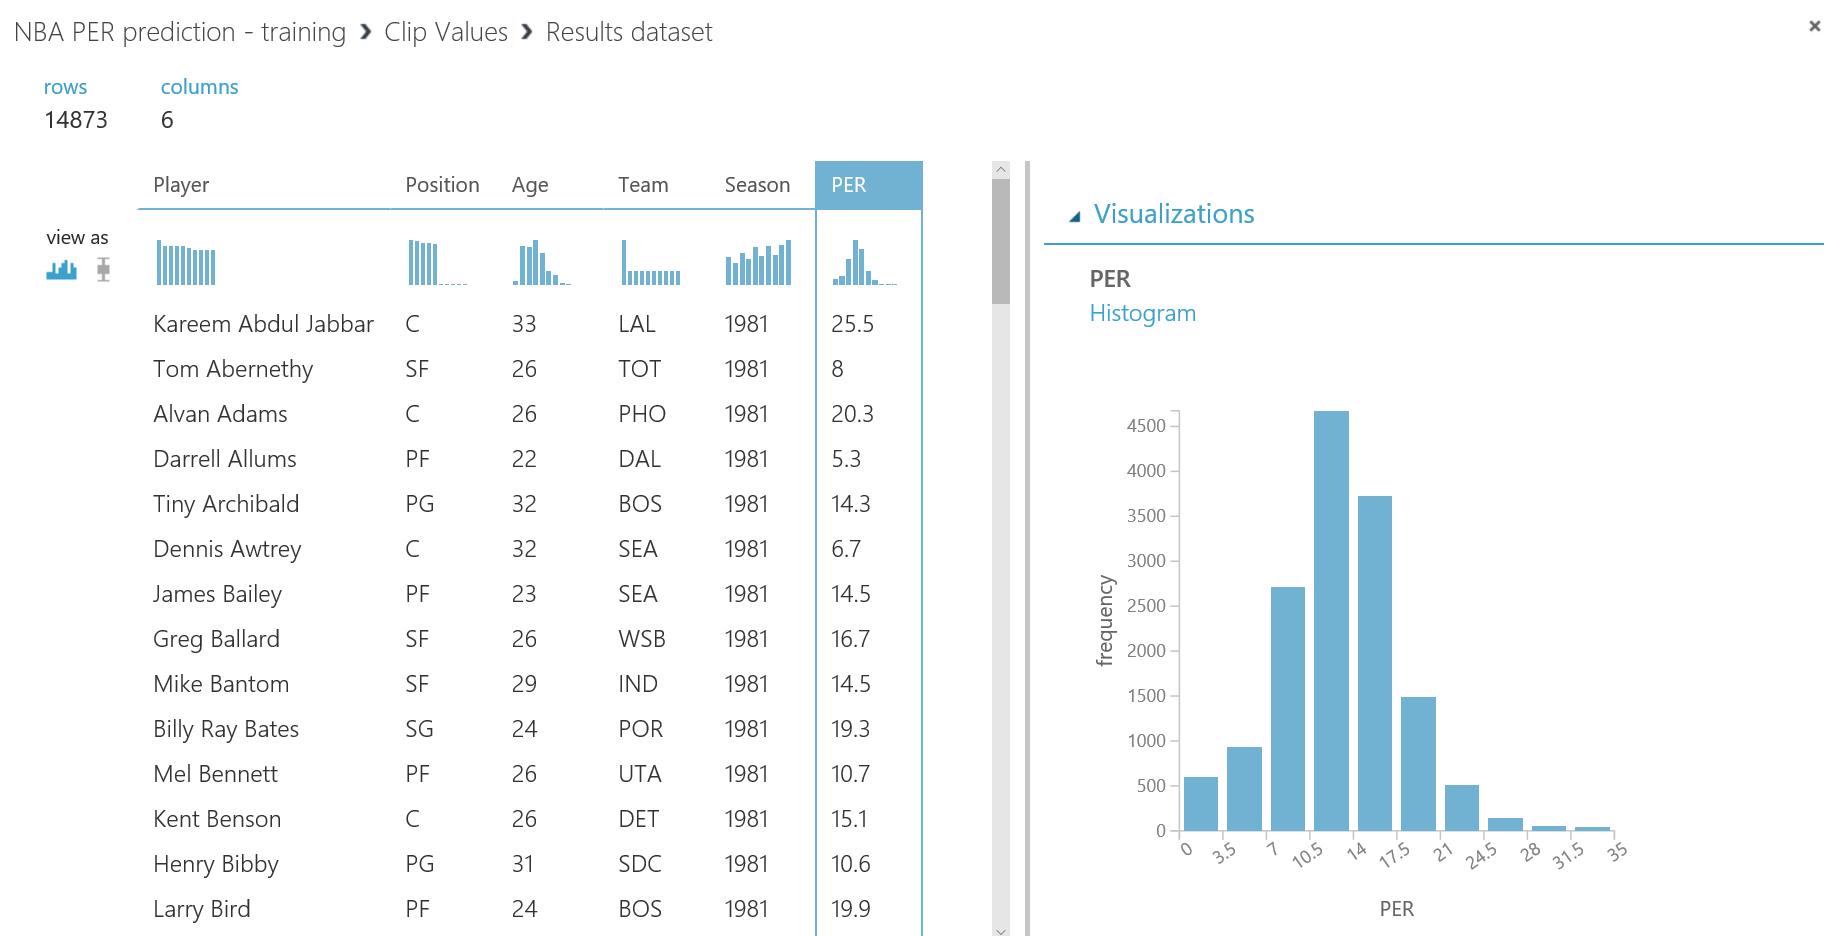 NBA PER prediction - training › Clip Values › Results dataset
rows columns
14873 6
Player Position Age Team Season PER
view as
Kareem Abdul Jabbar C 33 LAL 1981 25.5
Tom Abernethy SF 26 TOT 1981 8
Alvan Adams C 26 PHO 1981 20.3
Darrell Allums PF 22 DAL 1981 5.3
Tiny Archibald PG 32 BOS 1981 14.3
Dennis Awtrey C 32 SEA 1981 6.7
James Bailey PF 23 SEA 1981 14.5
Greg Ballard SF 26 WSB 1981 16.7
Mike Bantom SF 29 IND 1981 14.5
Billy Ray Bates SG 24 POR 1981 19.3
Mel Bennett PF 26 UTA 1981 10.7
Kent Benson C 26 DET 1981 15.1
Henry Bibby PG 31 SDC 1981 10.6
Larry Bird PF 24 BOS 1981 19.9
Visualizations
PER
Histogram
4500
4000
3500
3000
2500
2000
1500
1000
500
0
frequency
0 3.5 7 10.5 14 17.5 21 24.5 28 31.5 35
PER